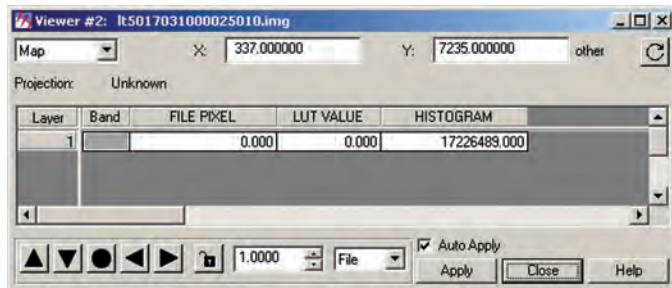 Viewer #2: lt5017031000025010.img
Map X: 337.000000 Y: 7235.000000 other
Projection: Unknown
Layer Band FILE PIXEL LUT VALUE HISTOGRAM
1 0.000 0.000 17226489.000
1.0000 File Auto Apply
Apply Close Help